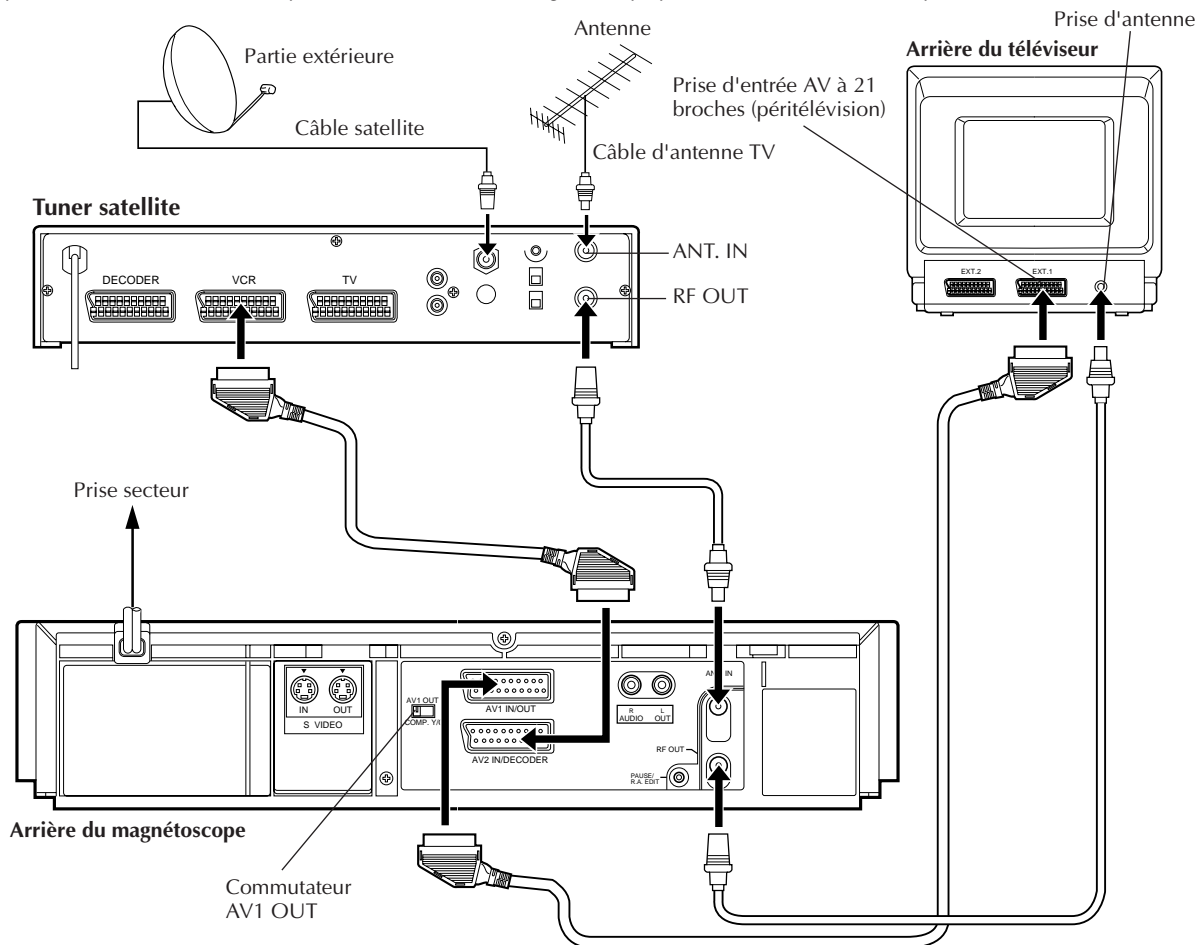 Prise d'antenne
Antenne
Arrière du téléviseur
Partie extérieure
Prise d'entrée AV à 21
broches (péritélévision)
Câble satellite
Câble d'antenne TV
Tuner satellite
ANT. IN
RF OUT
DECODER
VCR
TV
EXT.2
EXT.1
Prise secteur
IN
OUT
S VIDEO
AV1 OUT
COMP. Y/
AV1 IN/OUT
AV2 IN/DECODER
R L
AUDIO OUT
IN
RF OUT
PAUSE/
R.A. EDIT
Arrière du magnétoscope
Commutateur
AV1 OUT